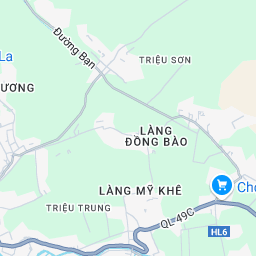 Đường Ban
TRIỆU SƠN
La
ƯƠNG
LÀNG
ĐỒNG BÀO
LÀNG MỸ KHÊ
Chợ
TRIỆU TRUNG
QL 49C
HL6